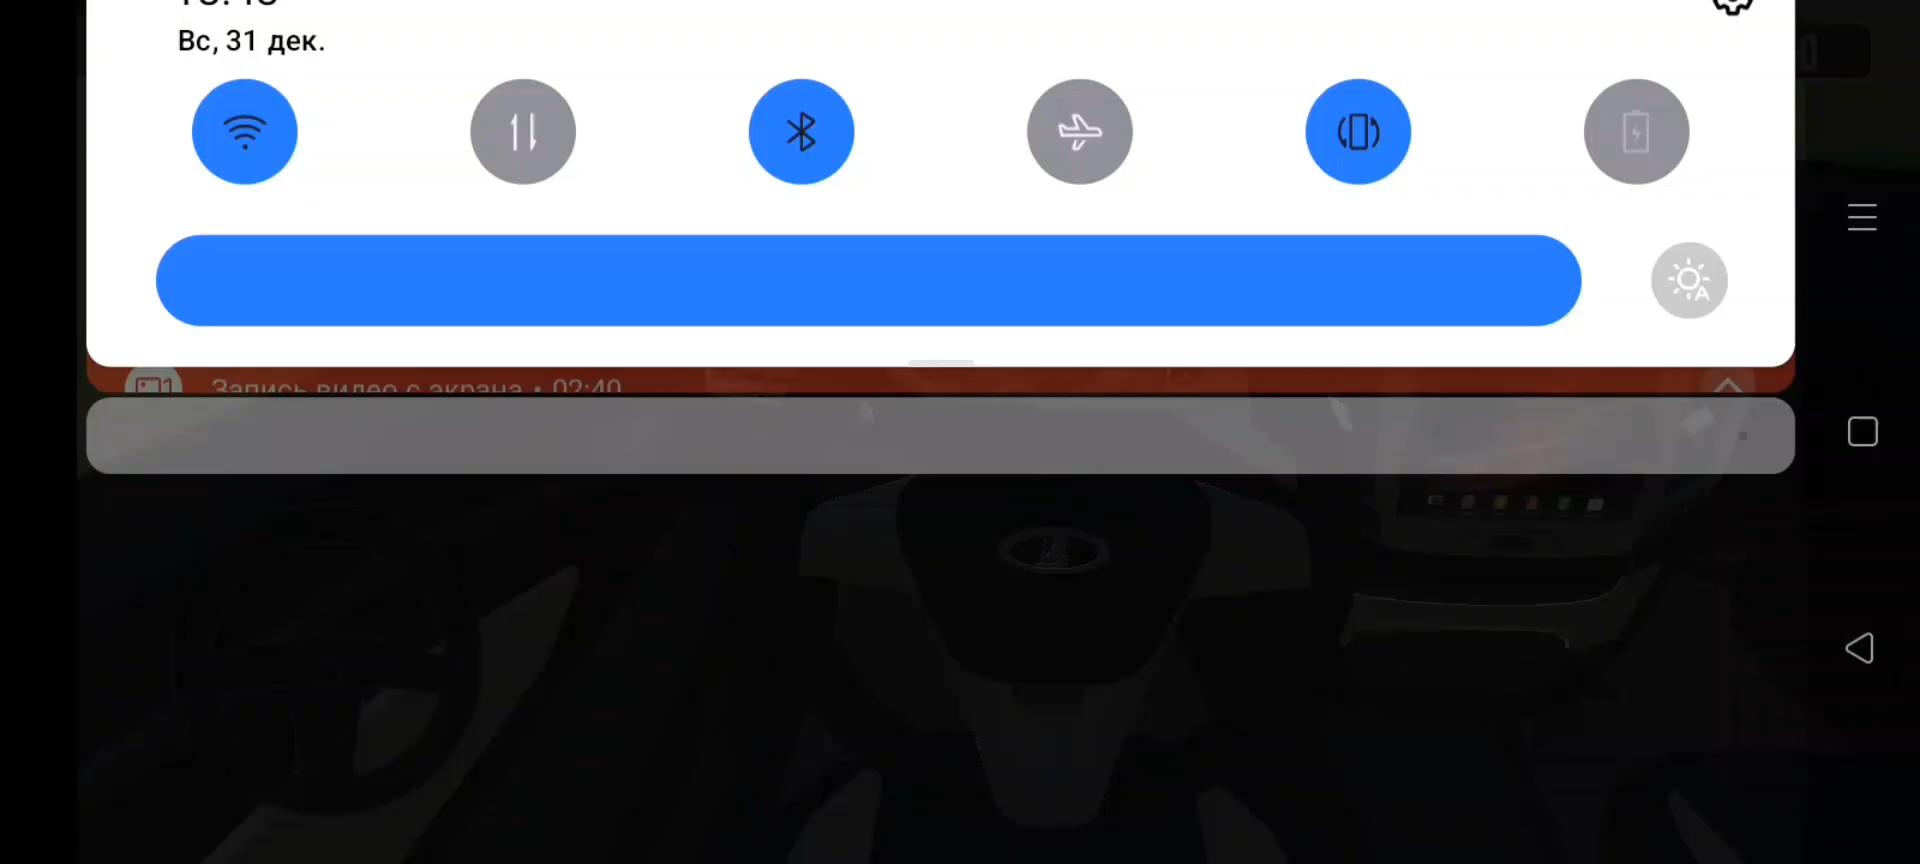 Вс, 31 дек.
Запись видео с экрана • 02:40